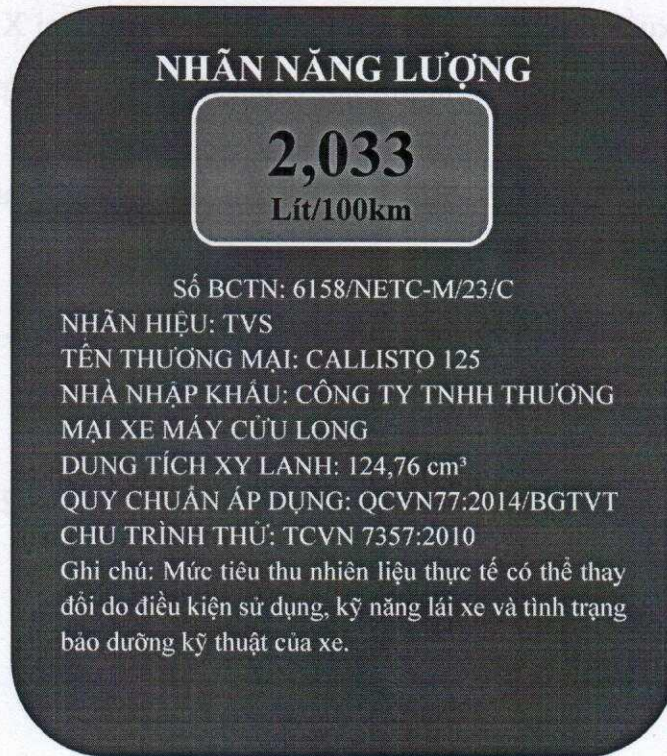 NHÃN NĂNG LƯỢNG
2,033
Lít/100km
Số BCTN: 6158/NETC-M/23/C
NHÃN HIỆU: TVS
TÊN THƯƠNG MẠI: CALLISTO 125
NHÀ NHẬP KHẨU: CÔNG TY TNHH THƯƠNG
MẠI XE MÁY CỬU LONG
DUNG TÍCH XY LANH: 124,76 cm³
QUY CHUẨN ÁP DỤNG: QCVN77:2014/BGTVT
CHU TRÌNH THỬ: TCVN 7357:2010
Ghi chú: Mức tiêu thu nhiên liệu thực tế có thể thay
đổi do điều kiện sử dụng, kỹ năng lái xe và tình trạng
bảo dưỡng kỹ thuật của xe.